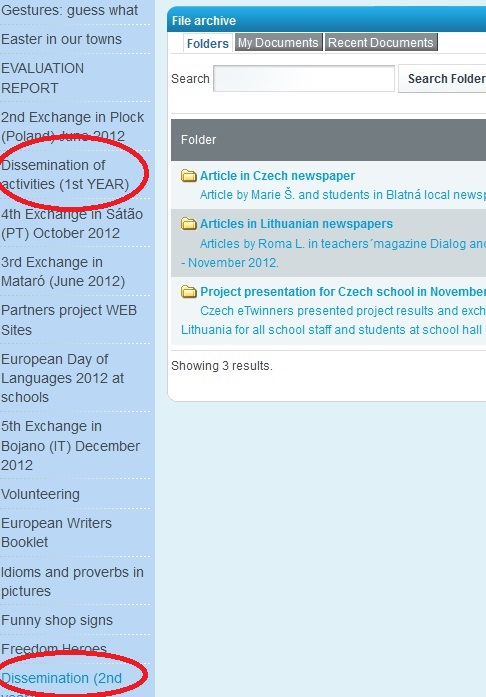 Gestures: guess what
Easter in our towns
EVALUATION
REPORT
2nd Exchange in Plock
(Poland) June 2012
Dissemination of
activities (1st YEAR)
4th Exchange in Sátão
(PT) October 2012
3rd Exchange in
Mataró (June 2012)
Partners project WEB
Sites
European Day of
Languages 2012 at
schools
5th Exchange in
Bojano (IT) December
2012
Volunteering
European Writers
Booklet
Idioms and proverbs in
pictures
Funny shop signs
Freedom Heroes
Dissemination (2nd
File archive
Folders My Documents Recent Documents
Search Search Folder
Folder
Article in Czech newspaper
Article by Marie Š. and students in Blatná local newsp
Articles in Lithuanian newspapers
Articles by Roma L. in teachers´magazine Dialog and
- November 2012.
Project presentation for Czech school in November
Czech eTwinners presented project results and exch
Lithuania for all school staff and students at school hall
Showing 3 results.